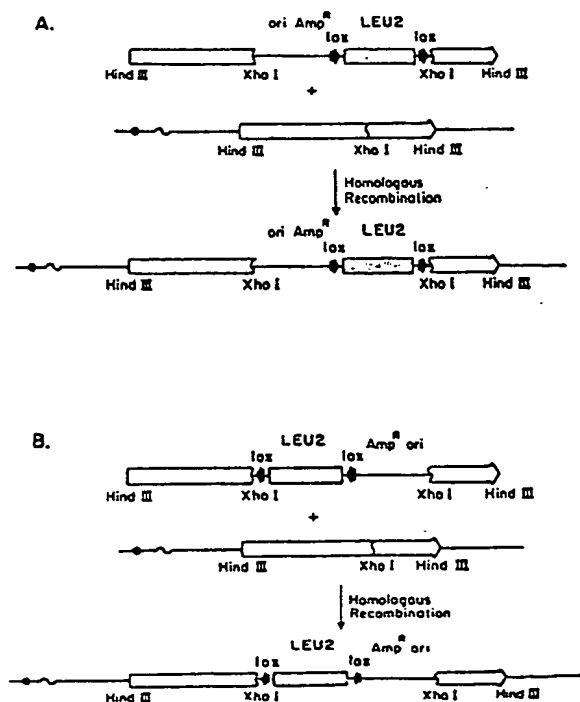 A.
ori Amp^R lox LEU2 lox
Hind III Xho I Xho I Hind III
+
Hind III Xho I Hind III
Homologous
Recombination
ori Amp^R lox LEU2 lox
Hind III Xho I Xho I Hind III
B.
lox LEU2 lox Amp^R ori
Hind III Xho I Xho I Hind III
+
Hind III Xho I Hind III
Homologous
Recombination
lox LEU2 lox Amp^R ori
Hind III Xho I Xho I Hind III